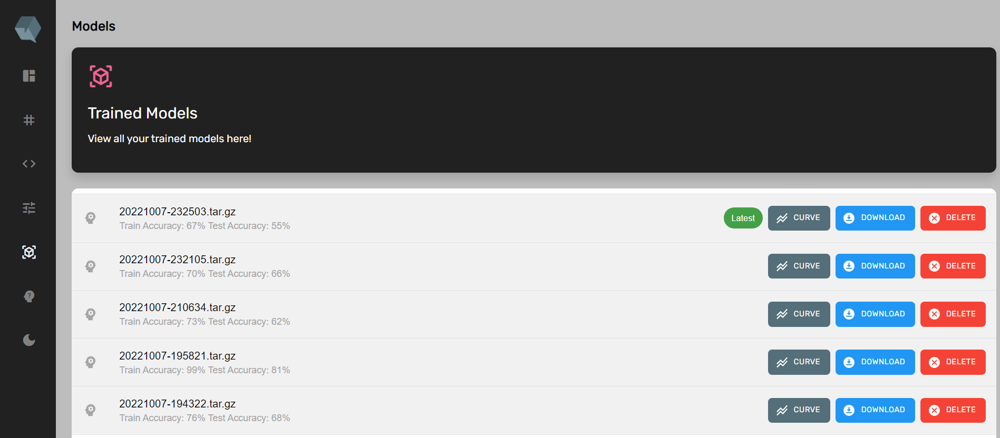 Models
Trained Models
View all your trained models here!
20221007-232503.tar.gz
Train Accuracy: 67% Test Accuracy: 55%
Latest
CURVE
DOWNLOAD
DELETE
20221007-232105.tar.gz
Train Accuracy: 70% Test Accuracy: 66%
CURVE
DOWNLOAD
DELETE
20221007-210634.tar.gz
Train Accuracy: 73% Test Accuracy: 62%
CURVE
DOWNLOAD
DELETE
20221007-195821.tar.gz
Train Accuracy: 99% Test Accuracy: 81%
CURVE
DOWNLOAD
DELETE
20221007-194322.tar.gz
Train Accuracy: 76% Test Accuracy: 68%
CURVE
DOWNLOAD
DELETE